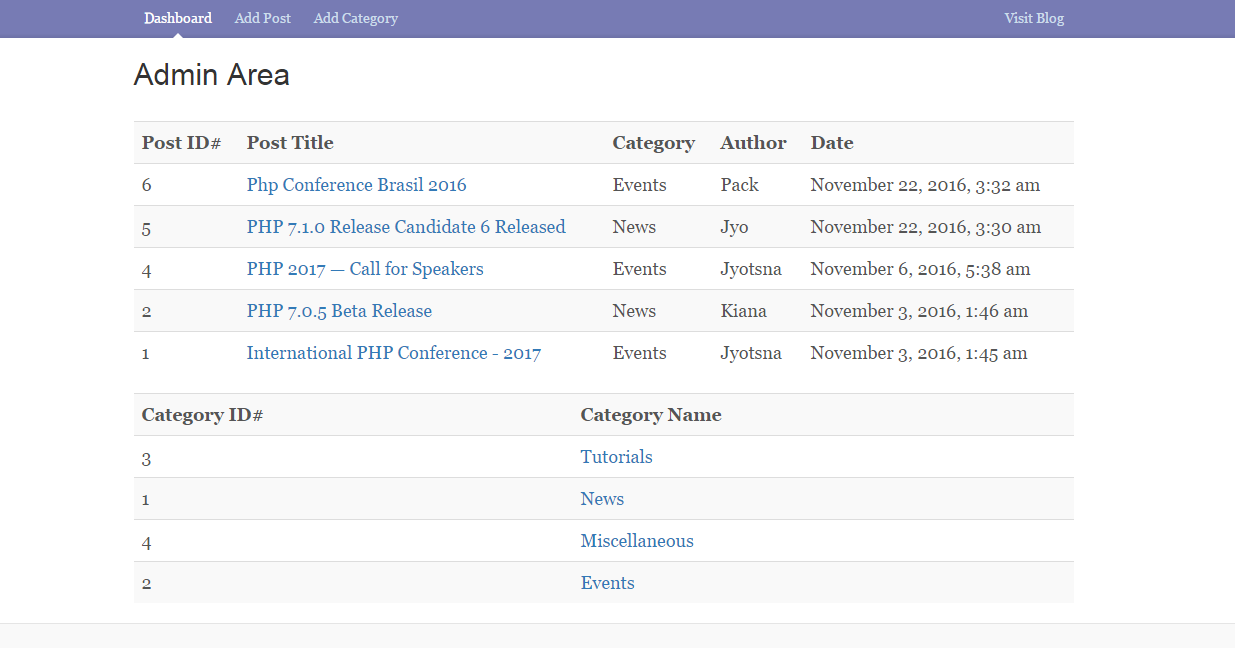 Dashboard Add Post Add Category Visit Blog
Admin Area
Post ID# Post Title Category Author Date
6 Php Conference Brasil 2016 Events Pack November 22, 2016, 3:32 am
5 PHP 7.1.0 Release Candidate 6 Released News Jyo November 22, 2016, 3:30 am
4 PHP 2017 — Call for Speakers Events Jyotsna November 6, 2016, 5:38 am
2 PHP 7.0.5 Beta Release News Kiana November 3, 2016, 1:46 am
1 International PHP Conference - 2017 Events Jyotsna November 3, 2016, 1:45 am
Category ID# Category Name
3 Tutorials
1 News
4 Miscellaneous
2 Events